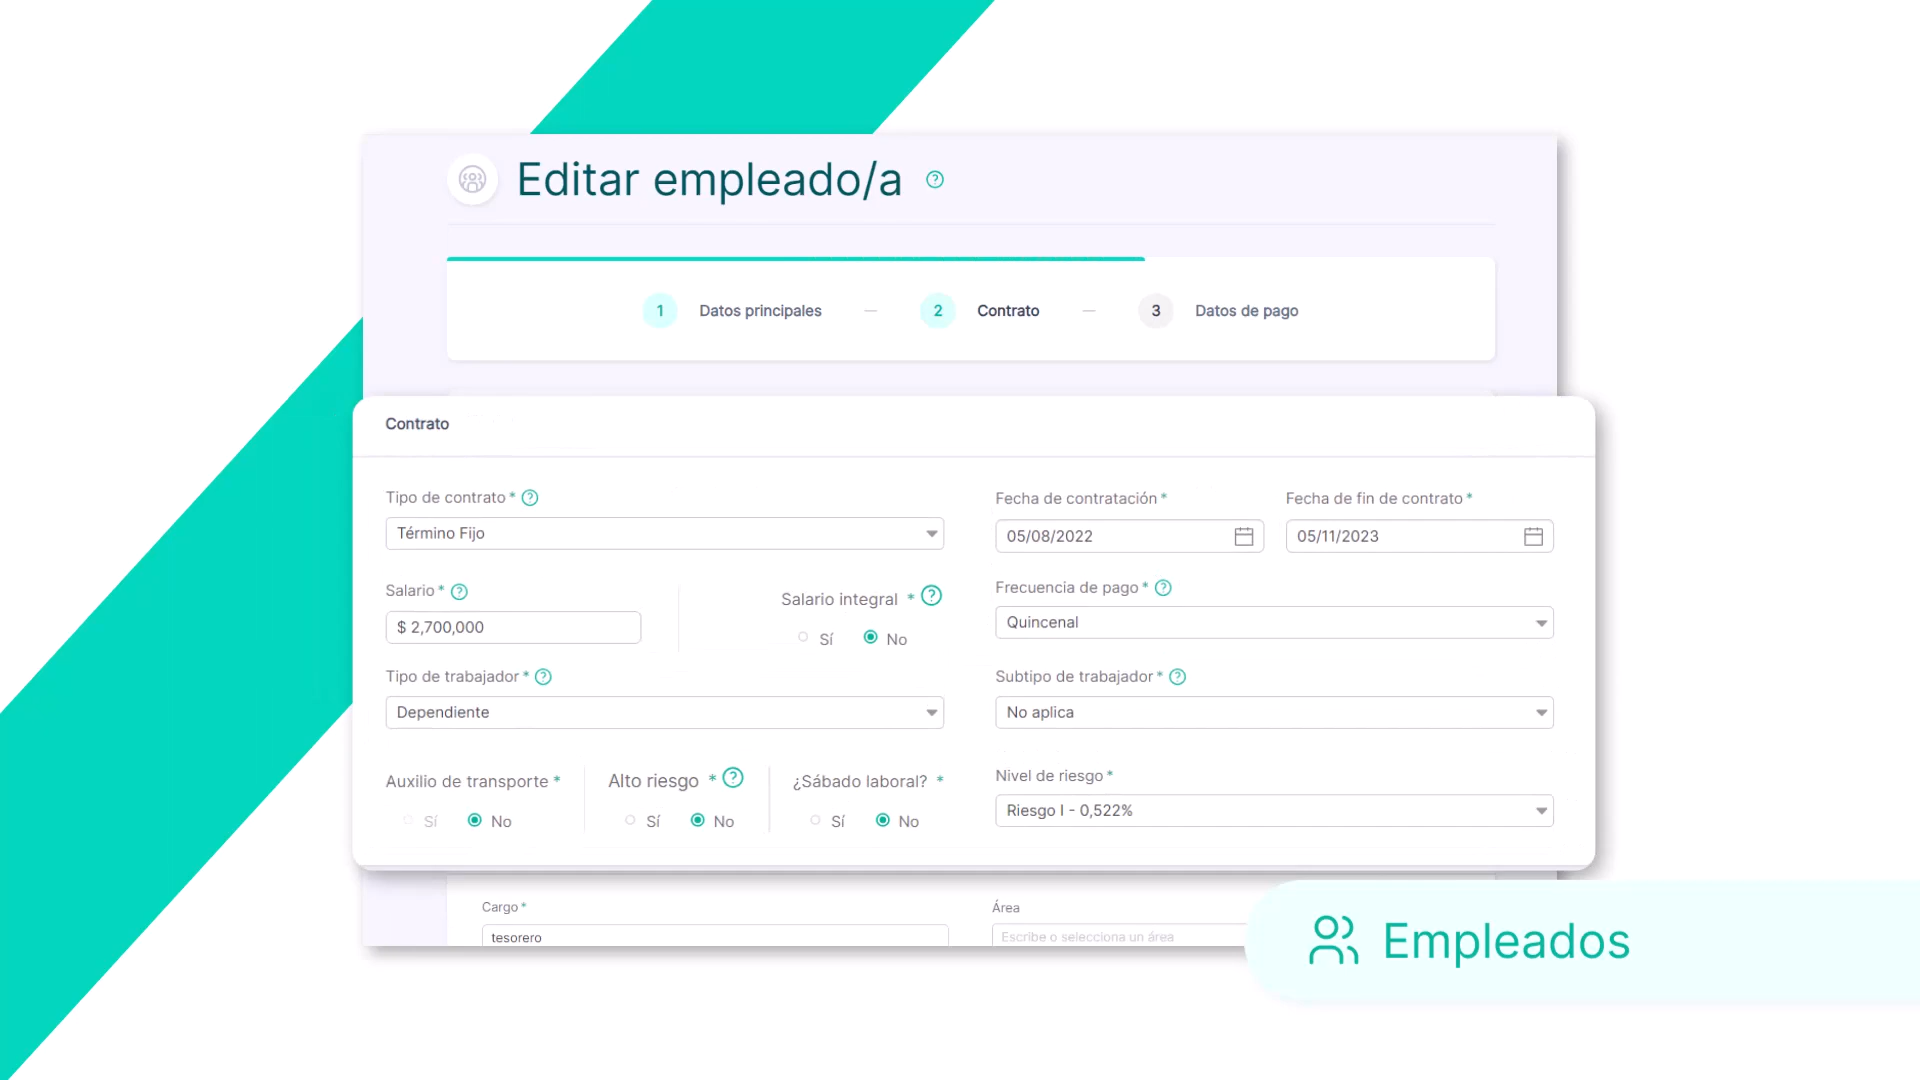 Editar empleado/a
1 Datos principales — 2 Contrato — 3 Datos de pago
Contrato
Tipo de contrato *
Término Fijo
Fecha de contratación * Fecha de fin de contrato *
05/08/2022 05/11/2023
Salario *
$ 2,700,000
Salario integral *
Sí No
Frecuencia de pago *
Quincenal
Tipo de trabajador *
Dependiente
Subtipo de trabajador *
No aplica
Auxilio de transporte *
Sí No
Alto riesgo *
Sí No
¿Sábado laboral? *
Sí No
Nivel de riesgo *
Riesgo I - 0,522%
Cargo *
tesorero
Área
Escribe o selecciona un área
Empleados